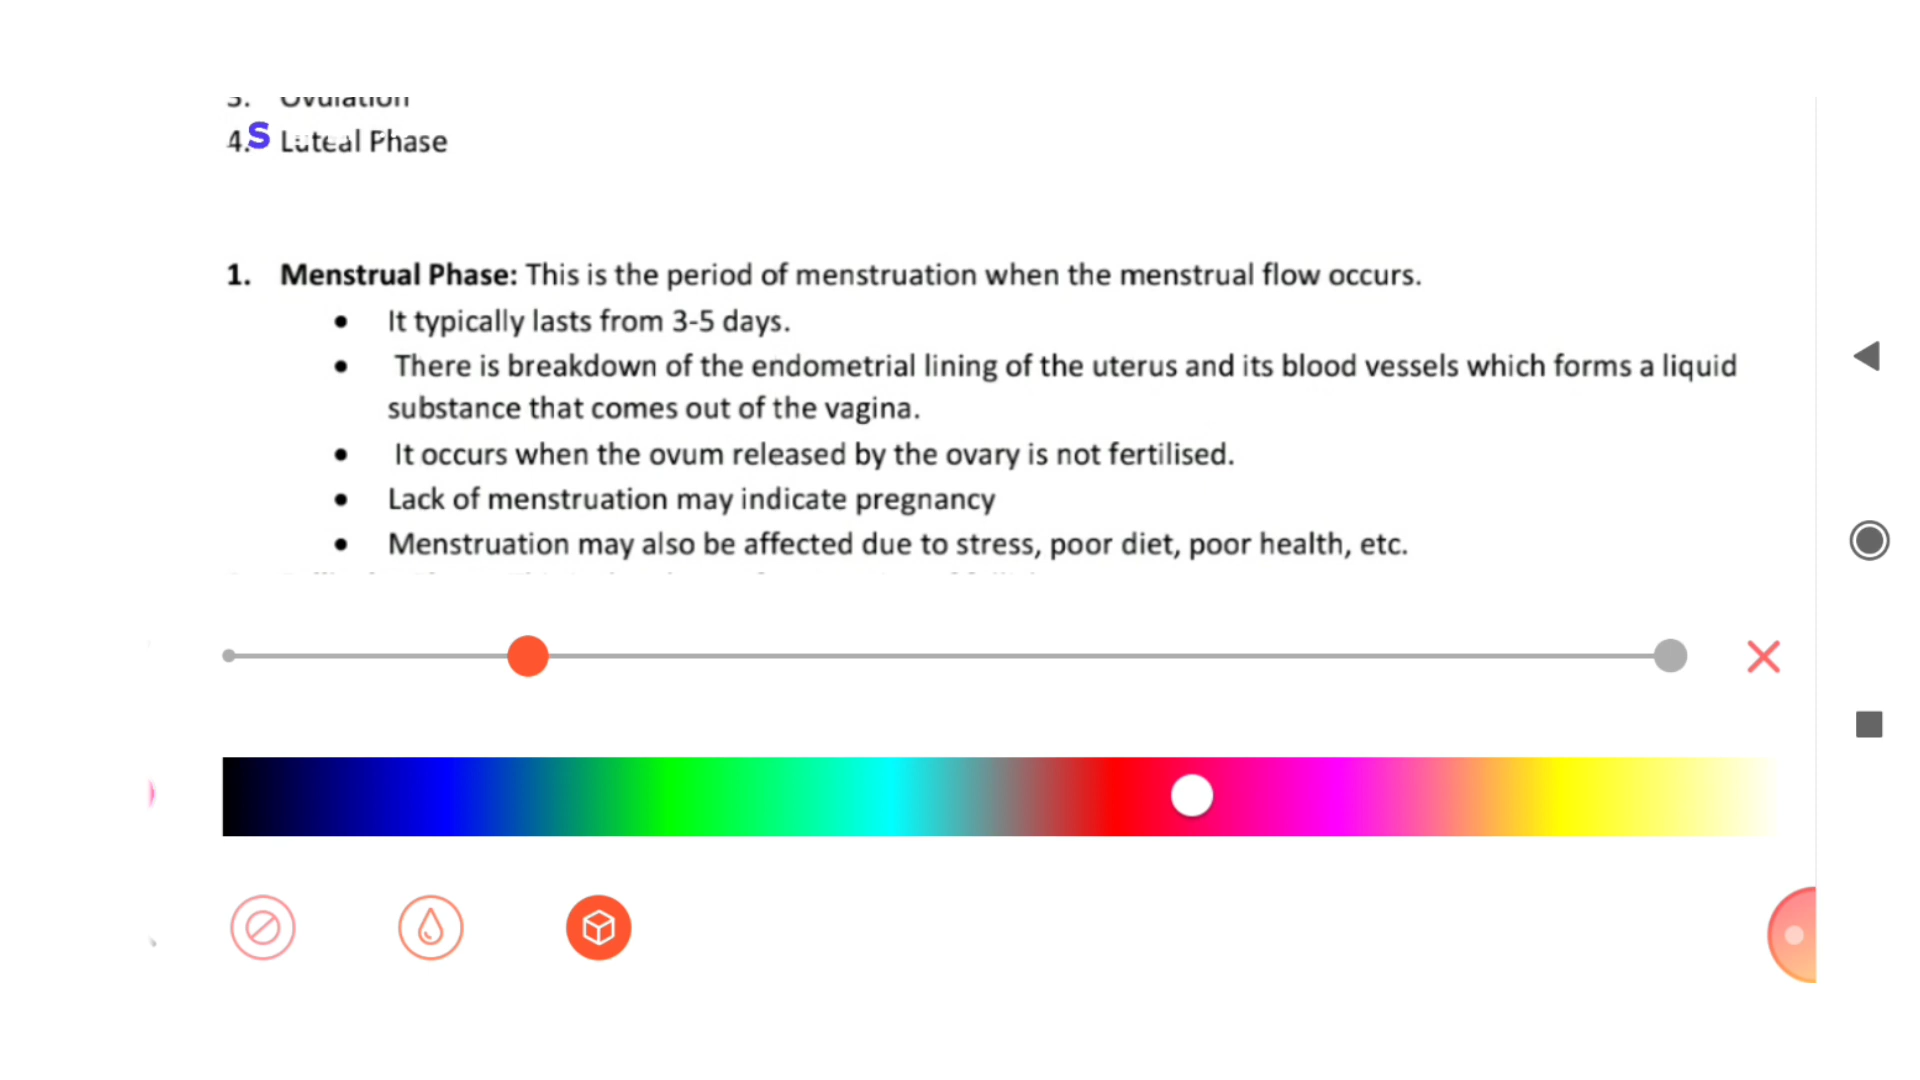 3. Ovulation
4. Luteal Phase
S
1. Menstrual Phase: This is the period of menstruation when the menstrual flow occurs.
• It typically lasts from 3-5 days.
• There is breakdown of the endometrial lining of the uterus and its blood vessels which forms a liquid
substance that comes out of the vagina.
• It occurs when the ovum released by the ovary is not fertilised.
• Lack of menstruation may indicate pregnancy
• Menstruation may also be affected due to stress, poor diet, poor health, etc.